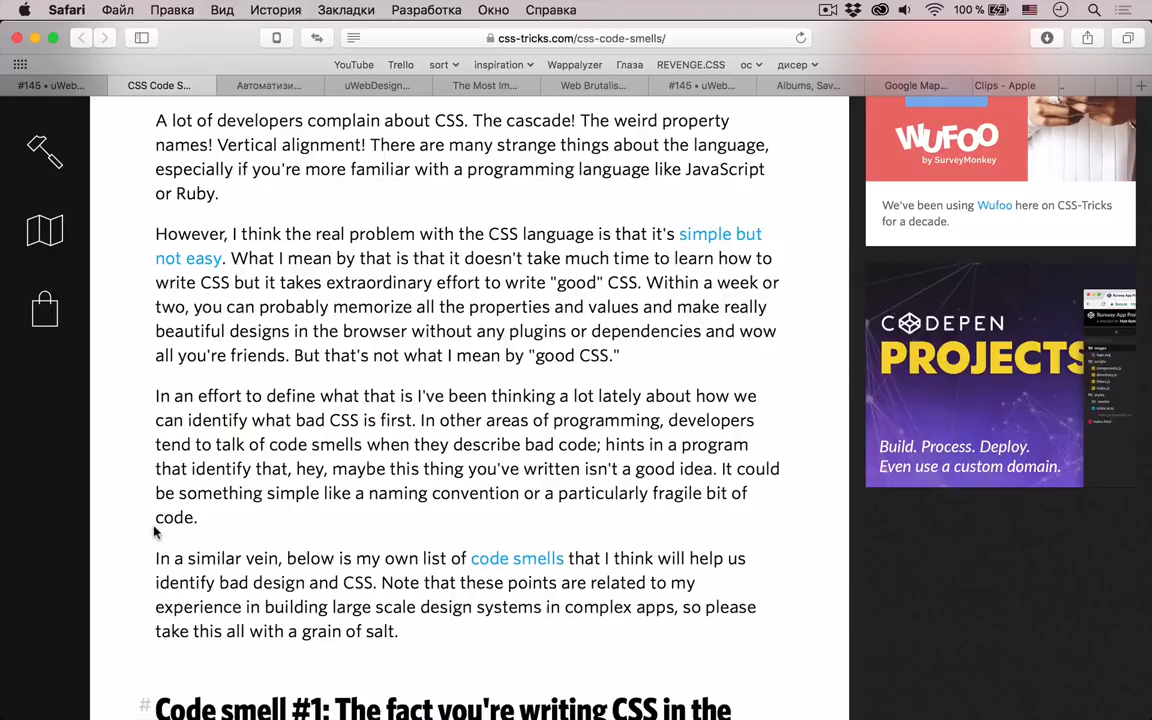 Safari Файл Правка Вид История Закладки Разработка Окно Справка 100 %
css-tricks.com/css-code-smells/
YouTube Trello sort inspiration Wappalyzer Глаза REVENGE.CSS ос дисер
#145 • uWeb... CSS Code S... Автоматизи... uWebDesign... The Most Im... Web Brutalis... #145 • uWeb... Albums, Sav... Google Map... Clips - Apple
A lot of developers complain about CSS. The cascade! The weird property
names! Vertical alignment! There are many strange things about the language,
especially if you're more familiar with a programming language like JavaScript
or Ruby.
However, I think the real problem with the CSS language is that it's simple but
not easy. What I mean by that is that it doesn't take much time to learn how to
write CSS but it takes extraordinary effort to write "good" CSS. Within a week or
two, you can probably memorize all the properties and values and make really
beautiful designs in the browser without any plugins or dependencies and wow
all you're friends. But that's not what I mean by "good CSS."
In an effort to define what that is I've been thinking a lot lately about how we
can identify what bad CSS is first. In other areas of programming, developers
tend to talk of code smells when they describe bad code; hints in a program
that identify that, hey, maybe this thing you've written isn't a good idea. It could
be something simple like a naming convention or a particularly fragile bit of
code.
In a similar vein, below is my own list of code smells that I think will help us
identify bad design and CSS. Note that these points are related to my
experience in building large scale design systems in complex apps, so please
take this all with a grain of salt.
# Code smell #1: The fact you're writing CSS in the
WUFOO
by SurveyMonkey
We've been using Wufoo here on CSS-Tricks
for a decade.
CODEPEN
PROJECTS
Build. Process. Deploy.
Even use a custom domain.